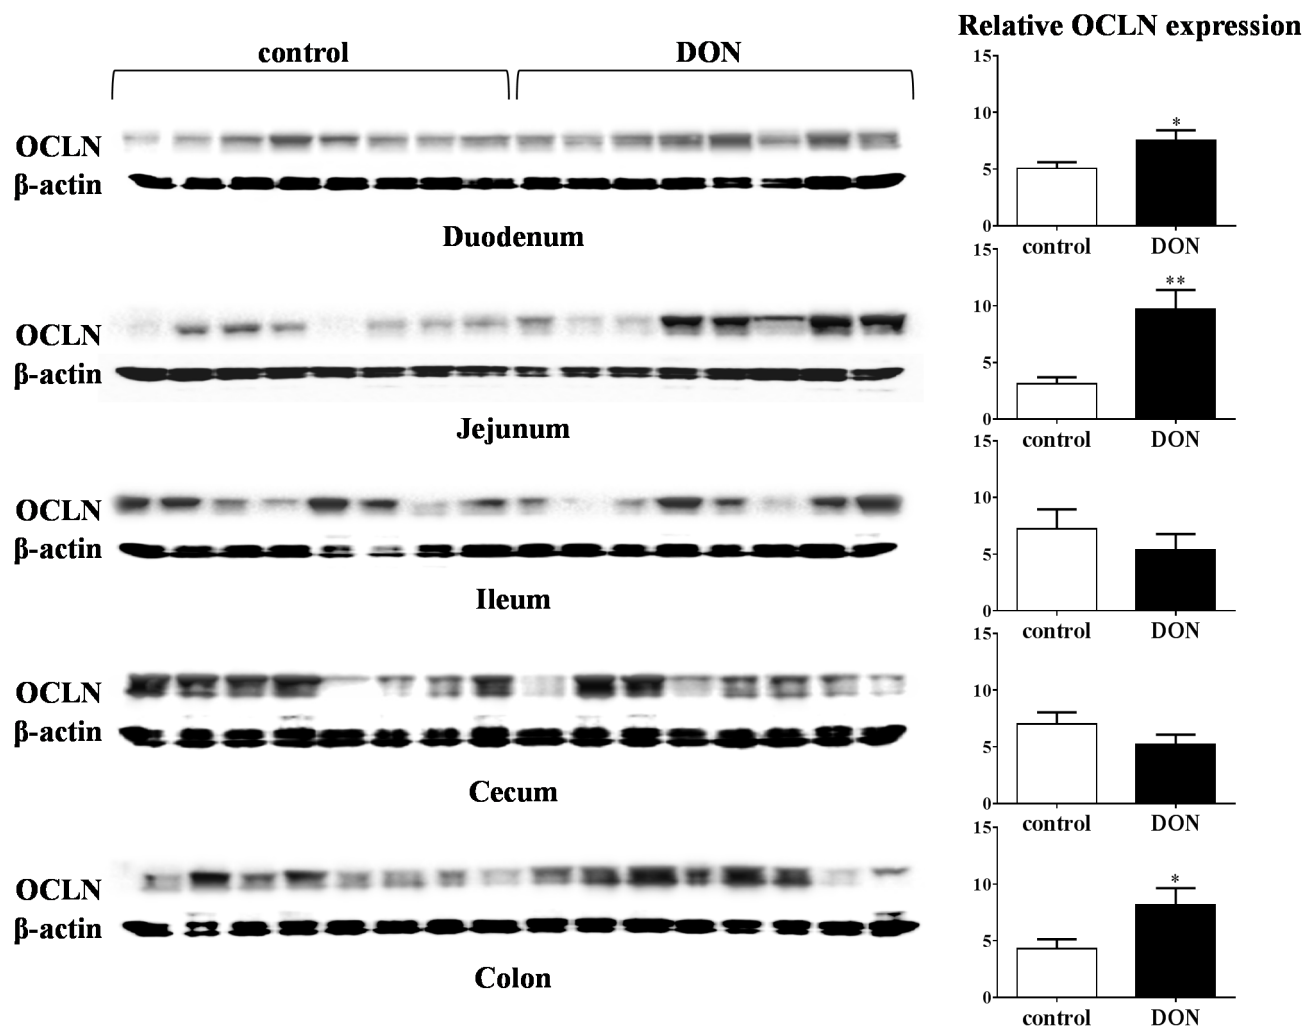 Relative OCLN expression
control DON
OCLN
β-actin
Duodenum
15
10
5
0
*
control DON
OCLN
β-actin
Jejunum
15
10
5
0
**
control DON
OCLN
β-actin
Ileum
15
10
5
0
control DON
OCLN
β-actin
Cecum
15
10
5
0
control DON
OCLN
β-actin
Colon
15
10
5
0
*
control DON